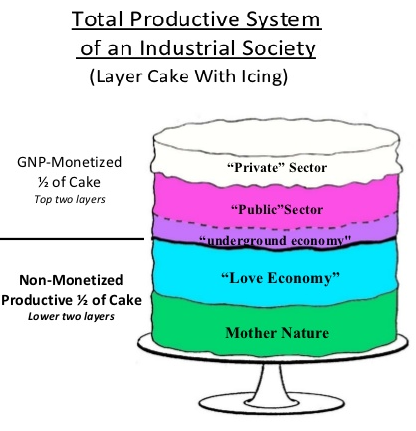 Total Productive System
of an Industrial Society
(Layer Cake With Icing)
GNP-Monetized
½ of Cake
Top two layers
"Private" Sector
"Public"Sector
"underground economy"
Non-Monetized
Productive ½ of Cake
Lower two layers
"Love Economy"
Mother Nature